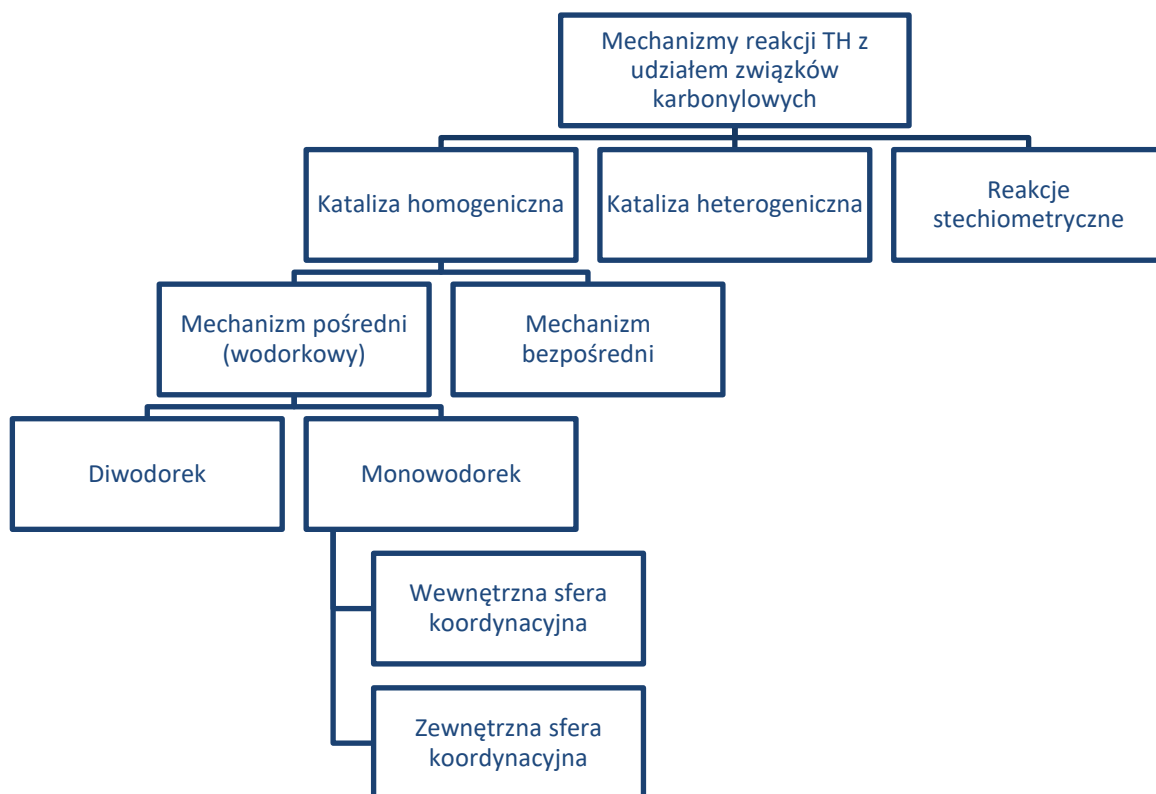 Mechanizmy reakcji TH z
udziałem związków
karbonylowych
Kataliza homogeniczna
Kataliza heterogeniczna
Reakcje
stechiometryczne
Mechanizm pośredni
(wodorkowy)
Mechanizm
bezpośredni
Diwodorek
Monowodorek
Wewnętrzna sfera
koordynacyjna
Zewnętrzna sfera
koordynacyjna